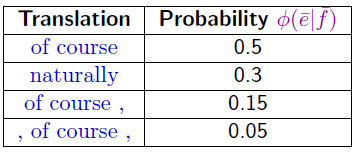 Translation Probability ϕ(ē|f)
of course 0.5
naturally 0.3
of course , 0.15
, of course , 0.05